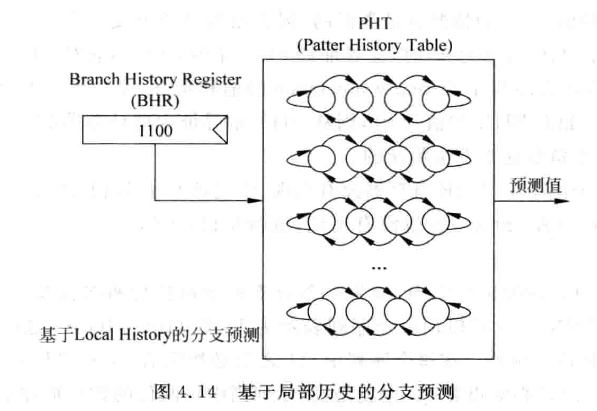 PHT
(Patter History Table)
Branch History Register
(BHR)
1100
预测值
...
基于Local History的分支预测
图 4.14 基于局部历史的分支预测